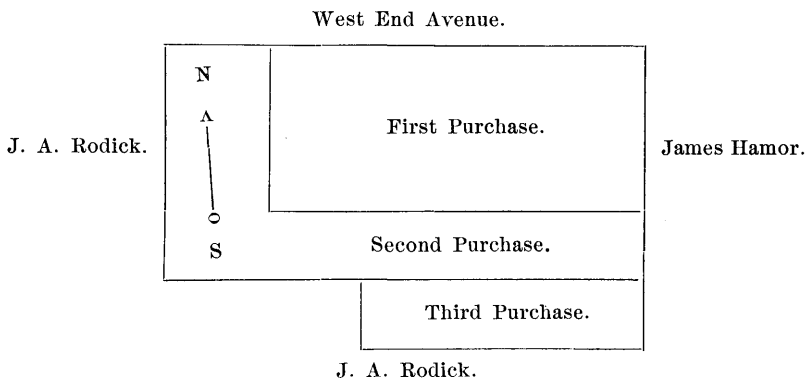 West End Avenue.
N
First Purchase.
J. A. Rodick.
James Hamor.
S
Second Purchase.
Third Purchase.
J. A. Rodick.